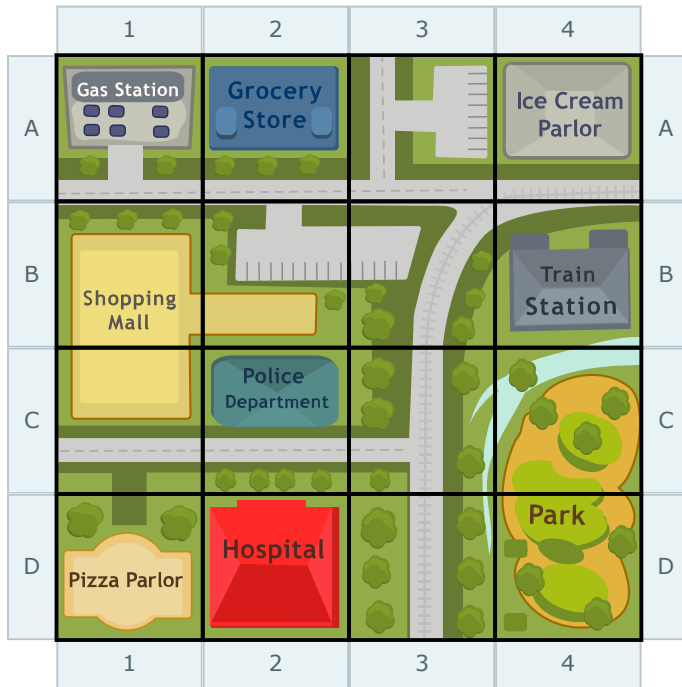 1 2 3 4
A Gas Station Grocery Store Ice Cream Parlor A
B Shopping Mall Train Station B
C Police Department C
D Pizza Parlor Hospital Park D
1 2 3 4